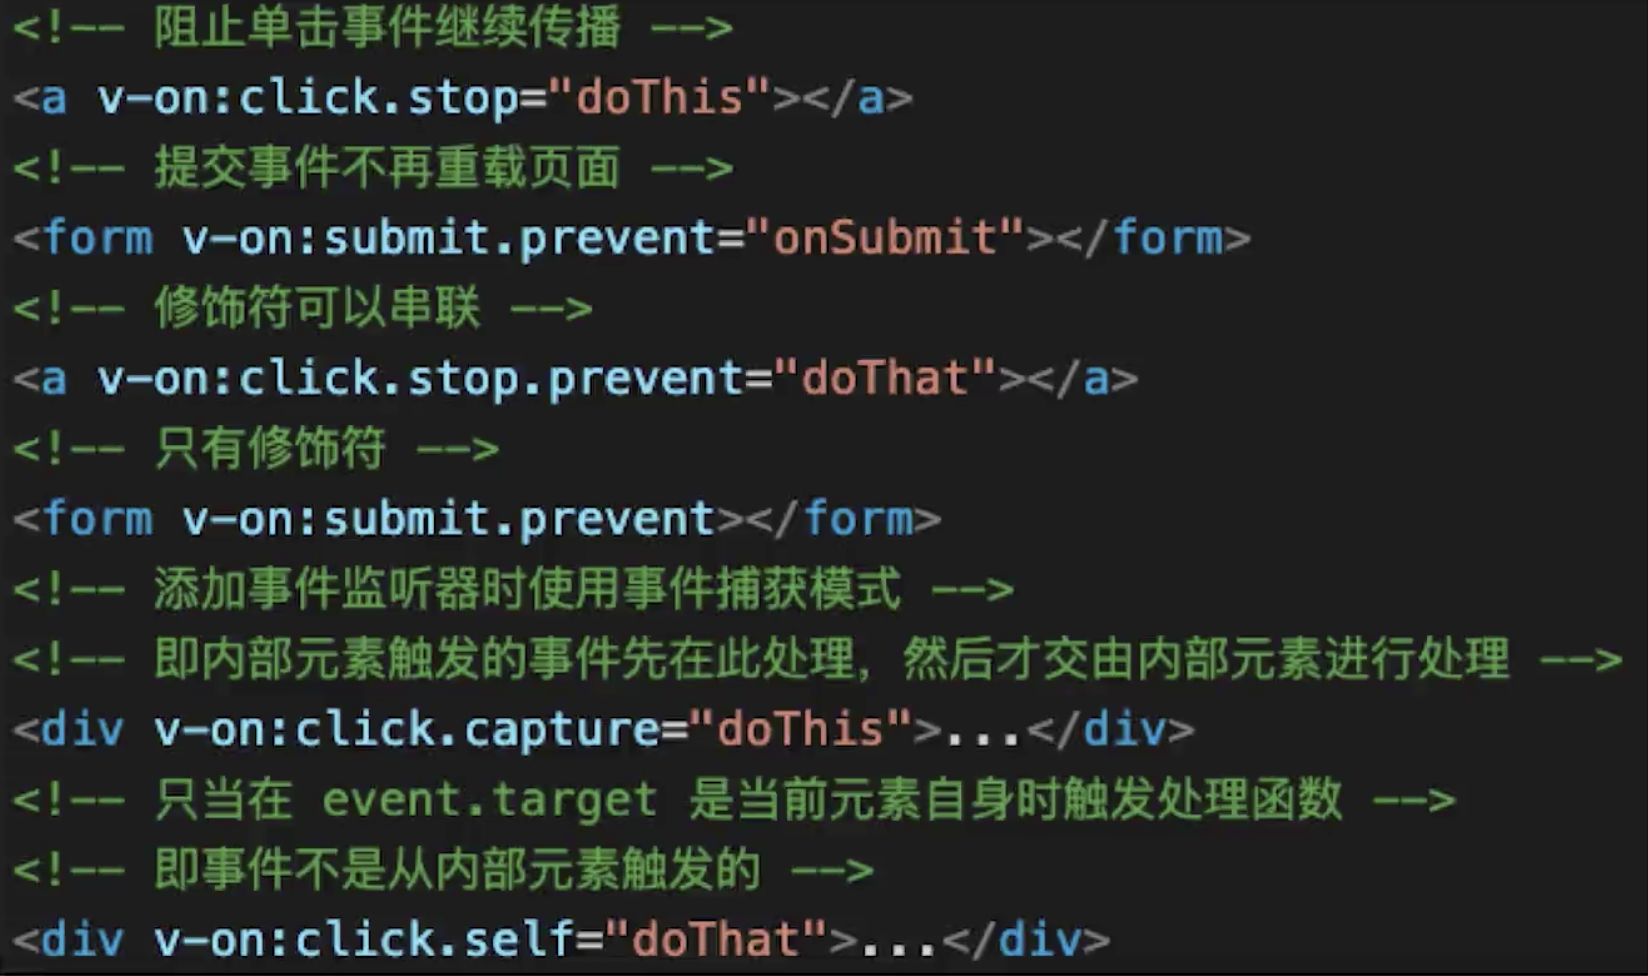 <!-- 阻止单击事件继续传播 -->
<a v-on:click.stop="doThis"></a>
<!-- 提交事件不再重载页面 -->
<form v-on:submit.prevent="onSubmit"></form>
<!-- 修饰符可以串联 -->
<a v-on:click.stop.prevent="doThat"></a>
<!-- 只有修饰符 -->
<form v-on:submit.prevent></form>
<!-- 添加事件监听器时使用事件捕获模式 -->
<!-- 即内部元素触发的事件先在此处理，然后才交由内部元素进行处理 -->
<div v-on:click.capture="doThis">...</div>
<!-- 只当在 event.target 是当前元素自身时触发处理函数 -->
<!-- 即事件不是从内部元素触发的 -->
<div v-on:click.self="doThat">...</div>